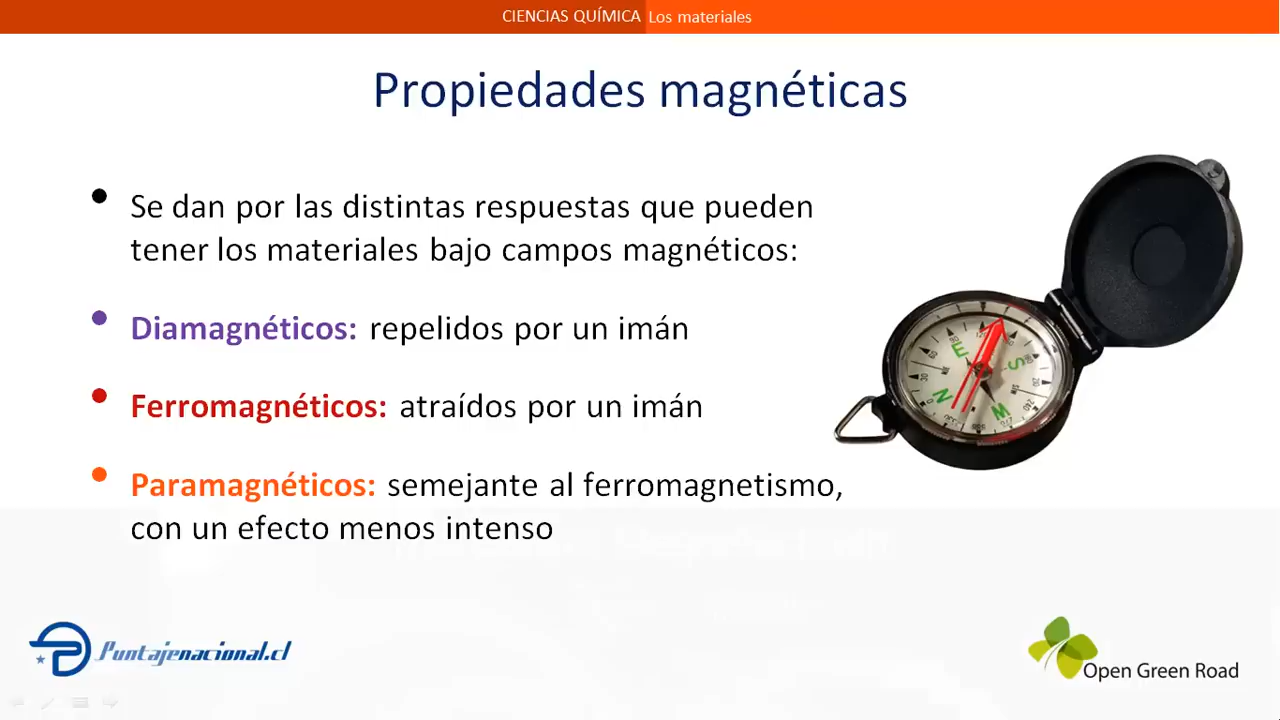 CIENCIAS QUÍMICA Los materiales
Propiedades magnéticas
• Se dan por las distintas respuestas que pueden
tener los materiales bajo campos magnéticos:
• Diamagnéticos: repelidos por un imán
• Ferromagnéticos: atraídos por un imán
• Paramagnéticos: semejante al ferromagnetismo,
con un efecto menos intenso
E
S
N
Puntajenacional.cl
Open Green Road